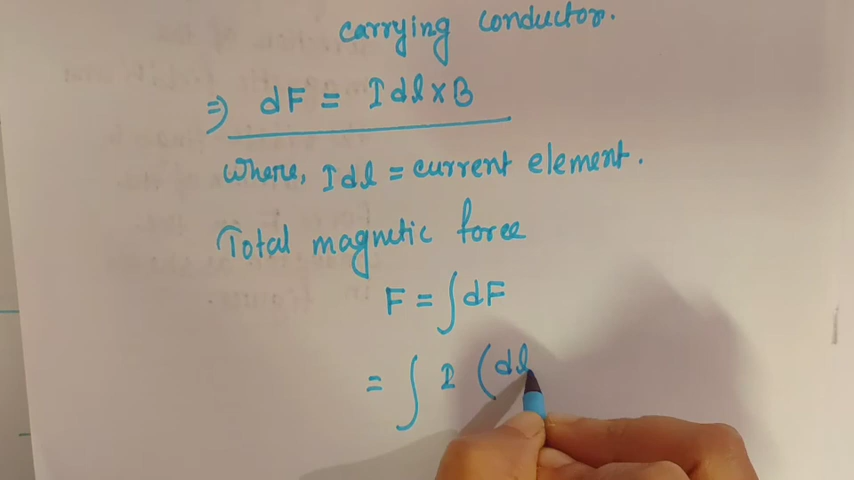 carrying conductor.
⇒ dF = Idl×B
Where, Idl = current element.
Total magnetic force
F = ∫dF
= ∫ I (dl